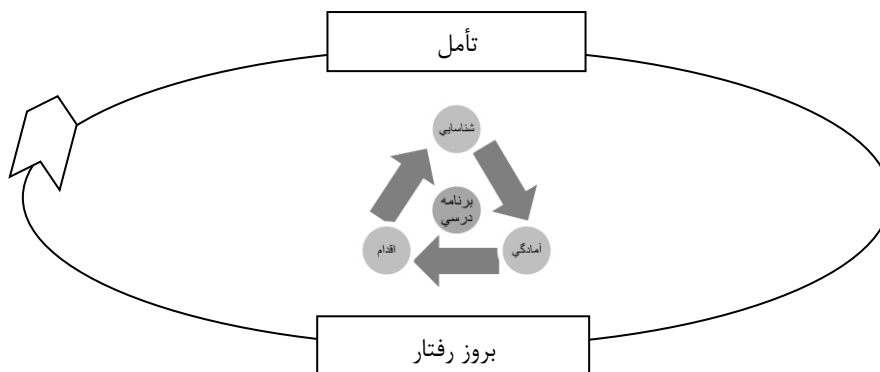 تأمل
شناسايي
برنامه
درسي
اقدام
آمادگي
بروز رفتار